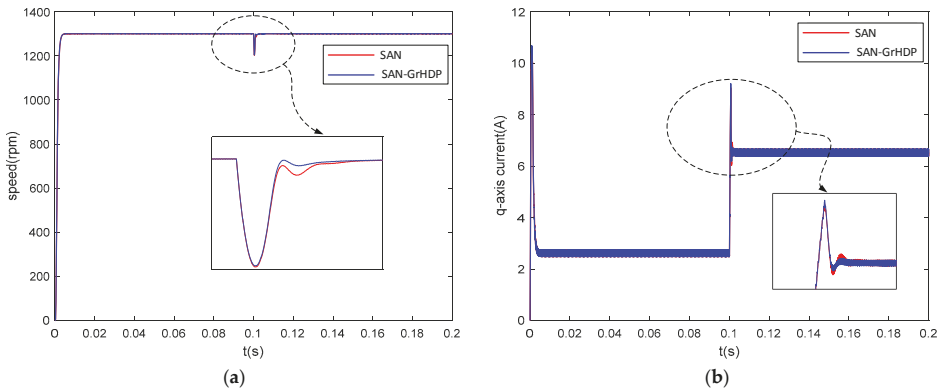 1400
1200
1000
800
600
400
200
0
speed(rpm)
SAN
SAN-GrHDP
0 0.02 0.04 0.06 0.08 0.1 0.12 0.14 0.16 0.18 0.2
t(s)
(a)
12
10
8
6
4
2
0
q-axis current(A)
SAN
SAN-GrHDP
0 0.02 0.04 0.06 0.08 0.1 0.12 0.14 0.16 0.18 0.2
t(s)
(b)